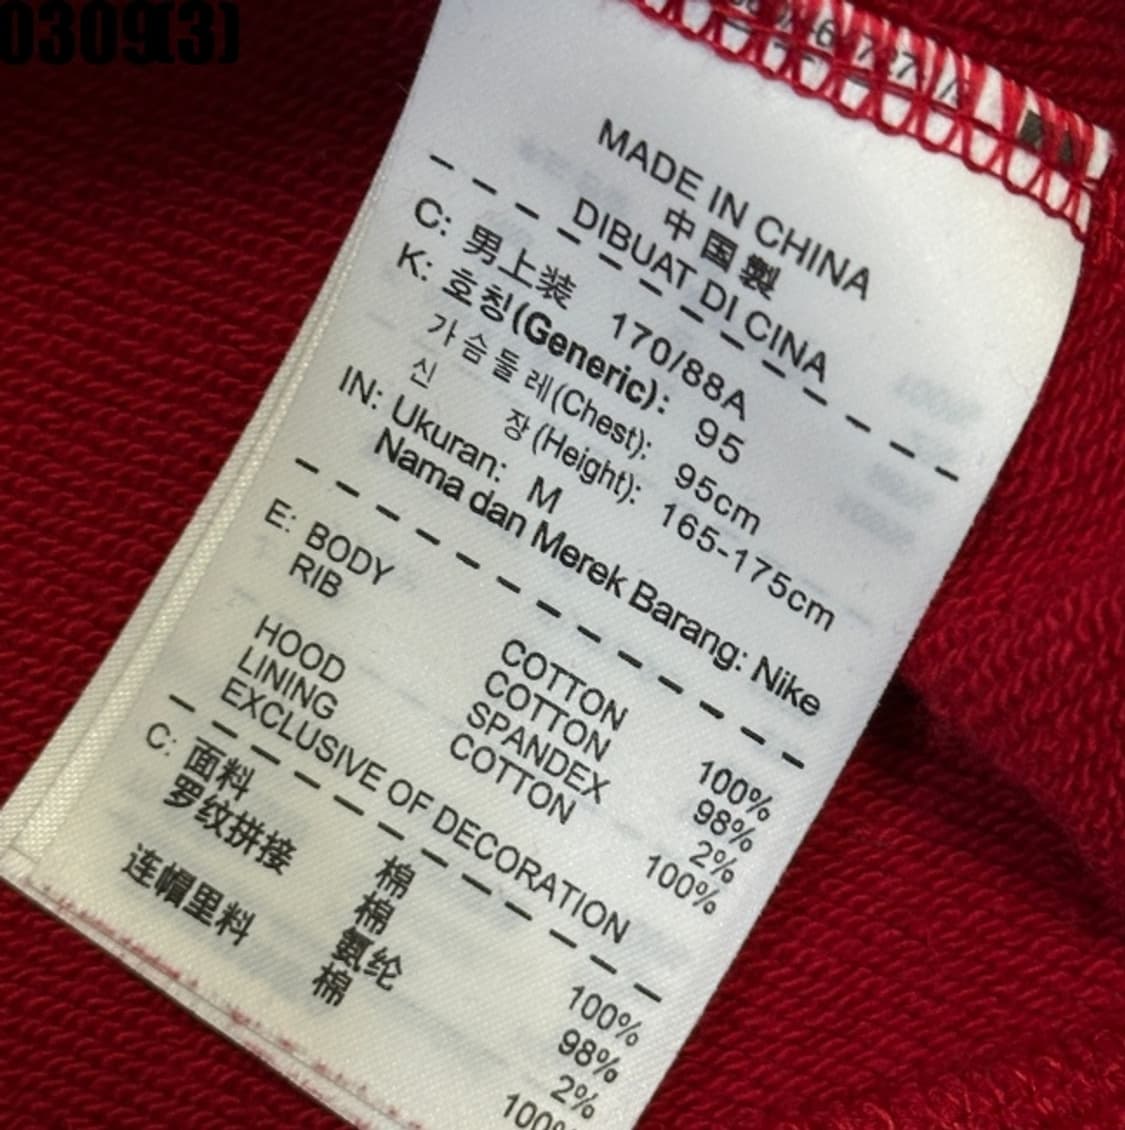 0309(3)
MADE IN CHINA
中国製
DIBUAT DI CINA
C: 男上装 170/88A
K: 호칭(Generic): 95
가슴둘레(Chest): 95cm
신 장(Height): 165-175cm
IN: Ukuran: M
Nama dan Merek Barang: Nike
E: BODY COTTON 100%
RIB COTTON 98%
SPANDEX 2%
HOOD LINING COTTON 100%
EXCLUSIVE OF DECORATION
C: 面料 棉 100%
罗纹拼接 棉 98%
氨纶 2%
连帽里料 棉 100%